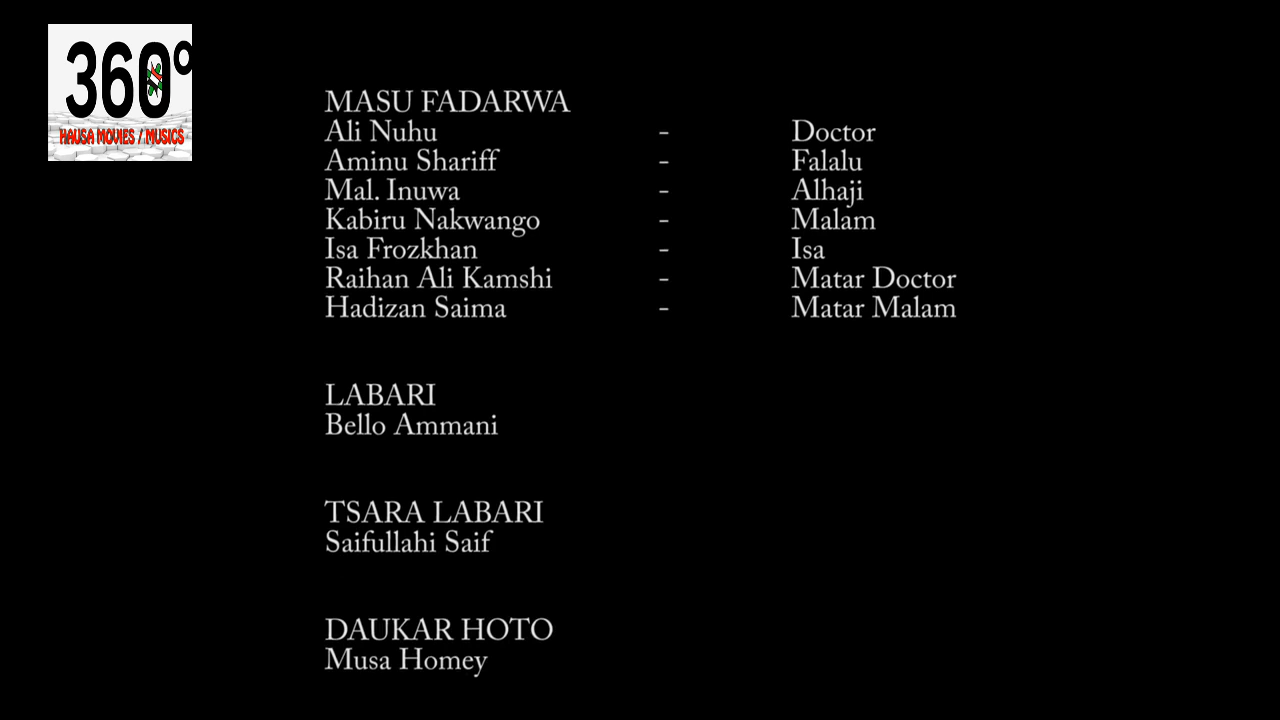 360°
HAUSA MOVIES / MUSICS
MASU FADARWA
Ali Nuhu - Doctor
Aminu Shariff - Falalu
Mal. Inuwa - Alhaji
Kabiru Nakwango - Malam
Isa Frozkhan - Isa
Raihan Ali Kamshi - Matar Doctor
Hadizan Saima - Matar Malam
LABARI
Bello Ammani
TSARA LABARI
Saifullahi Saif
DAUKAR HOTO
Musa Homey